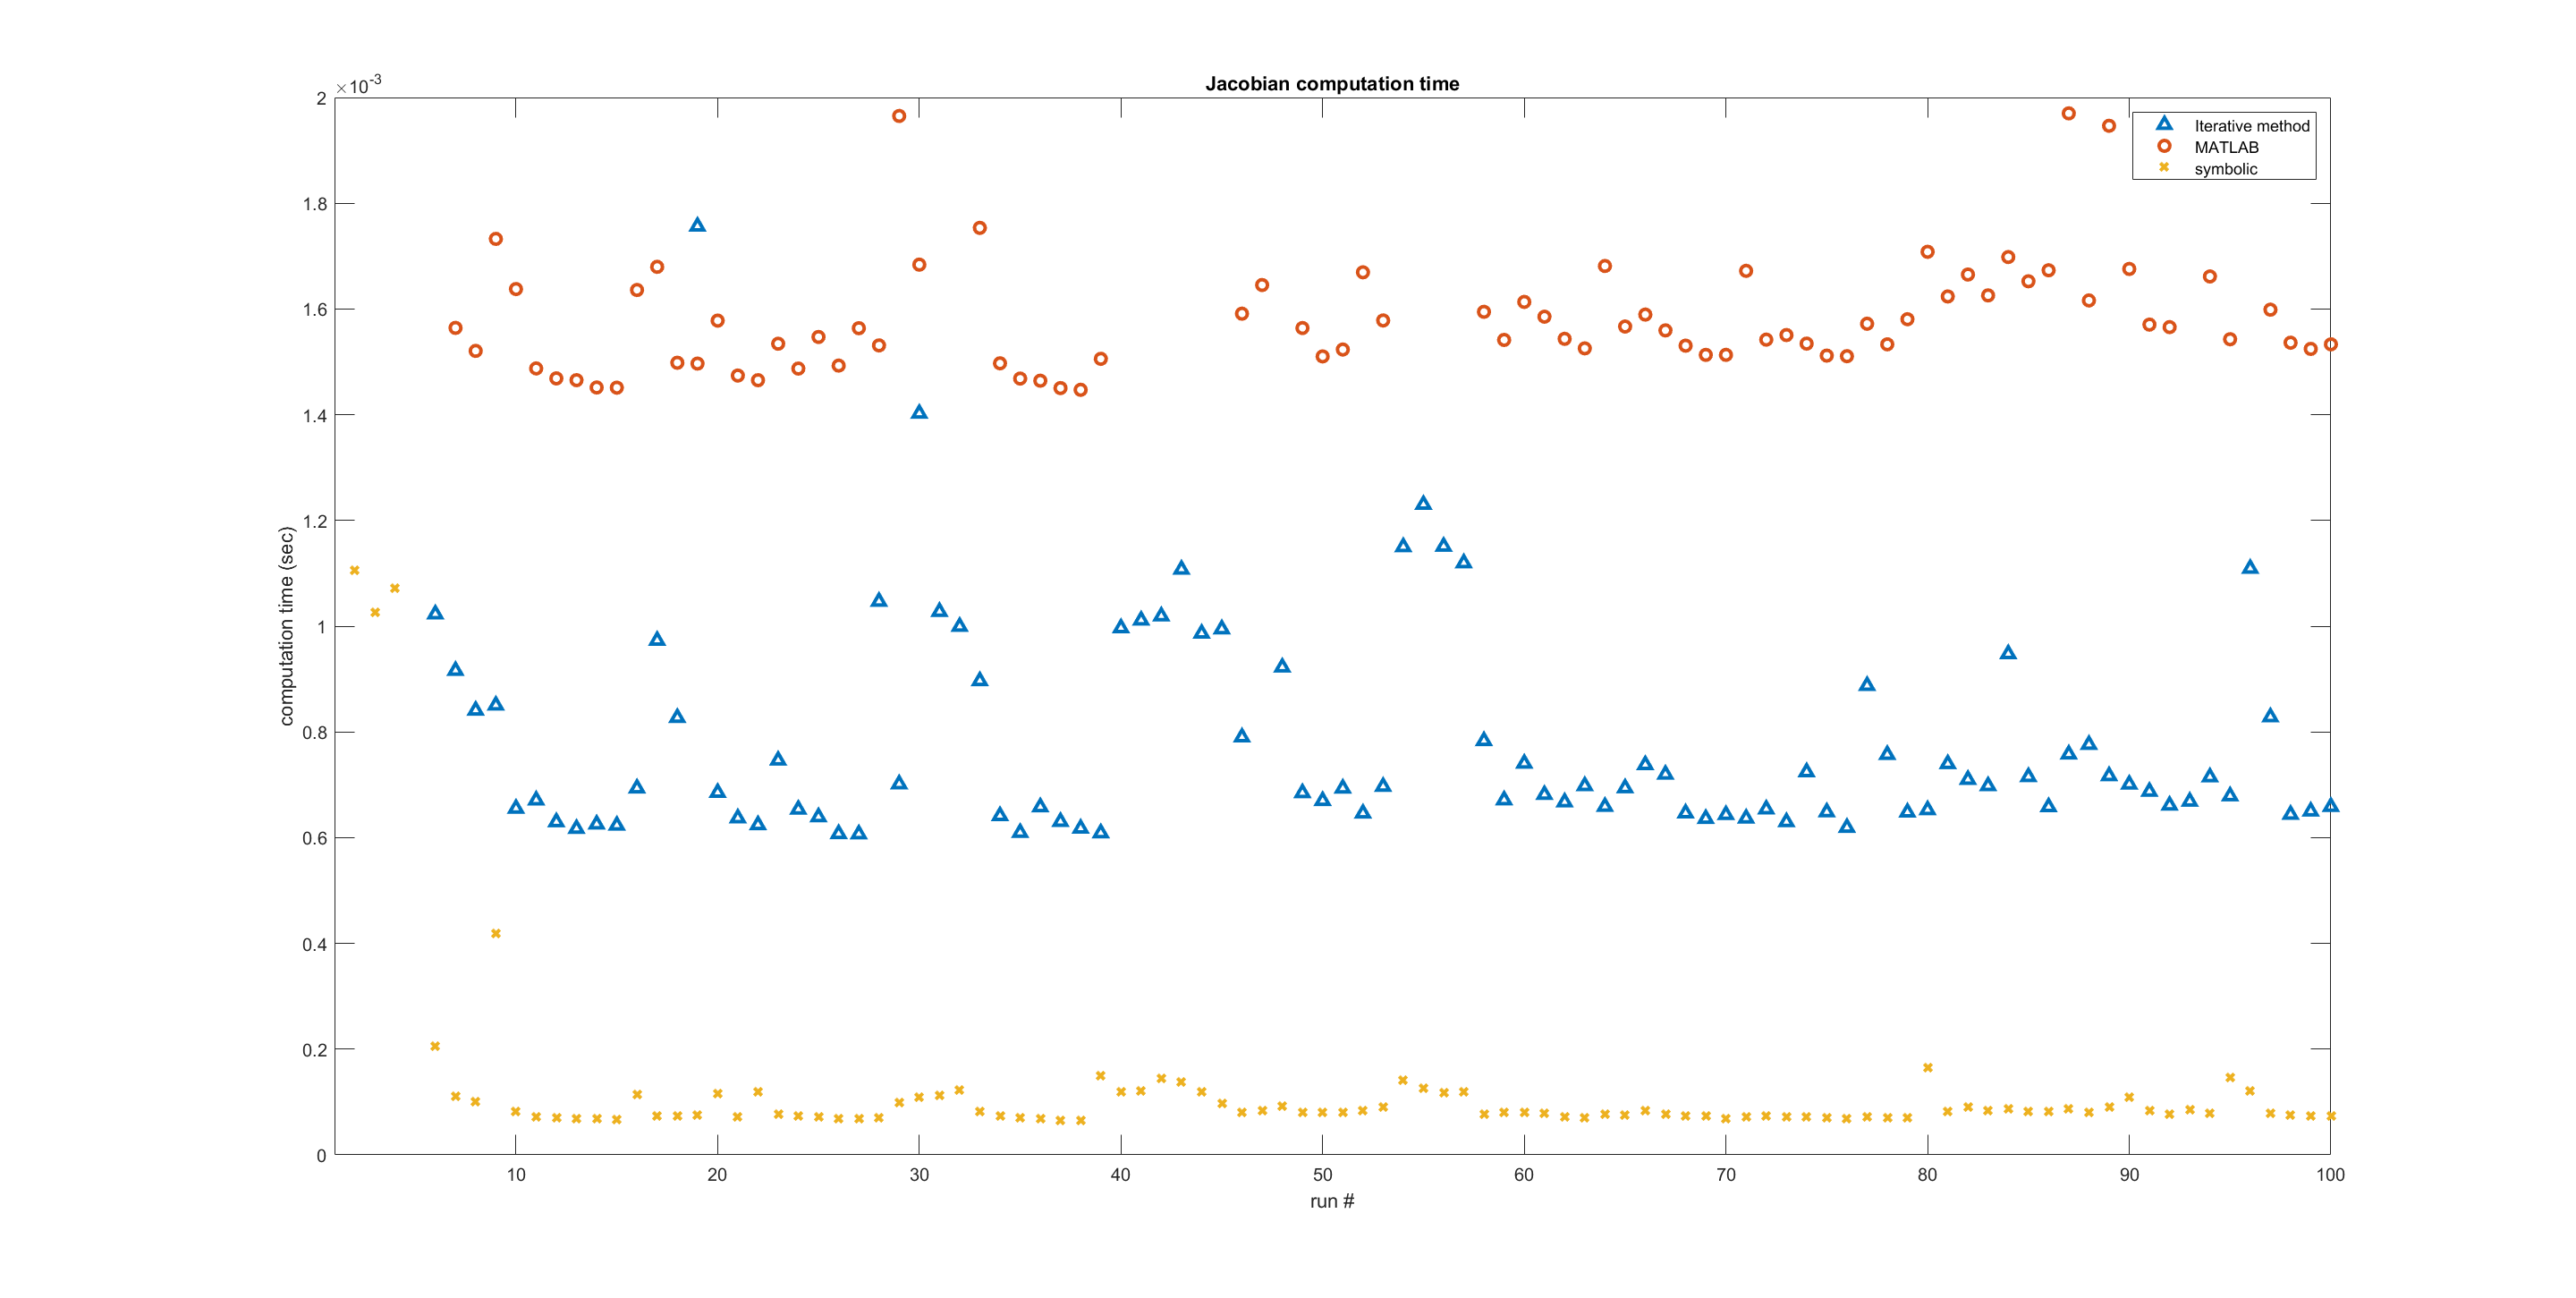 Jacobian computation time
×10-3
2
1.8
1.6
1.4
1.2
1
0.8
0.6
0.4
0.2
0
computation time (sec)
10 20 30 40 50 60 70 80 90 100
run #
Iterative method
MATLAB
symbolic